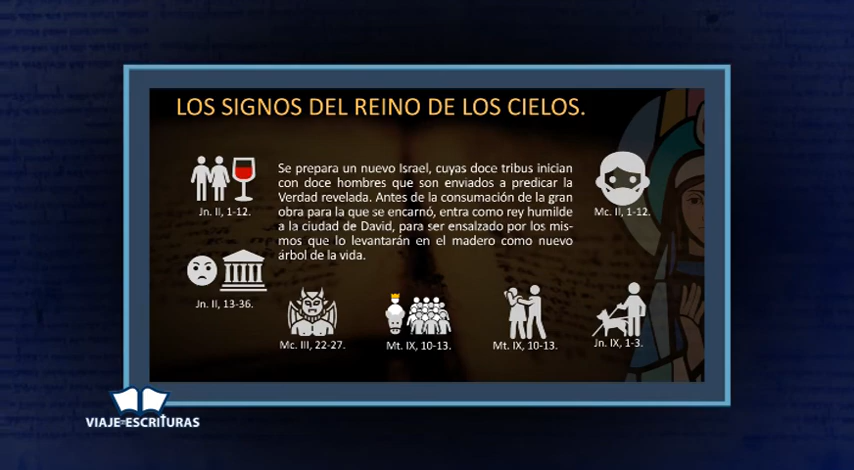 LOS SIGNOS DEL REINO DE LOS CIELOS.
Se prepara un nuevo Israel, cuyas doce tribus inician
con doce hombres que son enviados a predicar la
Verdad revelada. Antes de la consumación de la gran
obra para la que se encarnó, entra como rey humilde
a la ciudad de David, para ser ensalzado por los mis-
mos que lo levantarán en el madero como nuevo
árbol de la vida.
Jn. II, 1-12.
Mc. II, 1-12.
Jn. II, 13-36.
Mc. III, 22-27.
Mt. IX, 10-13.
Mt. IX, 10-13.
Jn. IX, 1-3.
VIAJE ESCRITURAS